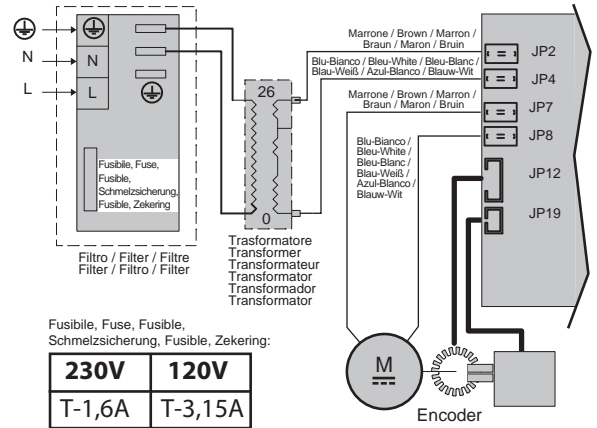 N
L
N
L
Fusibile, Fuse,
Fusible,
Schmelzsicherung,
Fusible, Zekering
Filtro / Filter / Filtre
Filter / Filtro / Filter
26
0
Trasformatore
Transformer
Transformateur
Transformator
Transformador
Transformator
Marrone / Brown / Marron /
Braun / Maron / Bruin
Blu-Bianco / Bleu-White / Bleu-Blanc /
Blau-Weiß / Azul-Blanco / Blauw-Wit
Marrone / Brown / Marron /
Braun / Maron / Bruin
Blu-Bianco /
Bleu-White /
Bleu-Blanc /
Blau-Weiß /
Azul-Blanco /
Blauw-Wit
JP2
JP4
JP7
JP8
JP12
JP19
M
Encoder
Fusibile, Fuse, Fusible,
Schmelzsicherung, Fusible, Zekering:
230V 120V
T-1,6A T-3,15A